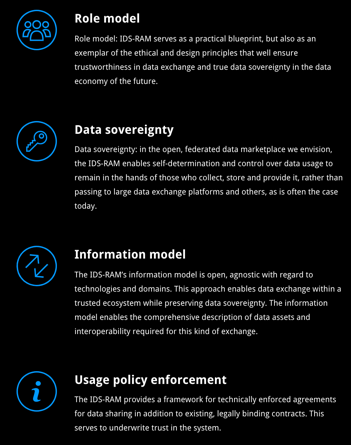 Role model
Role model: IDS-RAM serves as a practical blueprint, but also as an
exemplar of the ethical and design principles that well ensure
trustworthiness in data exchange and true data sovereignty in the data
economy of the future.
Data sovereignty
Data sovereignty: in the open, federated data marketplace we envision,
the IDS-RAM enables self-determination and control over data usage to
remain in the hands of those who collect, store and provide it, rather than
passing to large data exchange platforms and others, as is often the case
today.
Information model
The IDS-RAM's information model is open, agnostic with regard to
technologies and domains. This approach enables data exchange within a
trusted ecosystem while preserving data sovereignty. The information
model enables the comprehensive description of data assets and
interoperability required for this kind of exchange.
Usage policy enforcement
The IDS-RAM provides a framework for technically enforced agreements
for data sharing in addition to existing, legally binding contracts. This
serves to underwrite trust in the system.